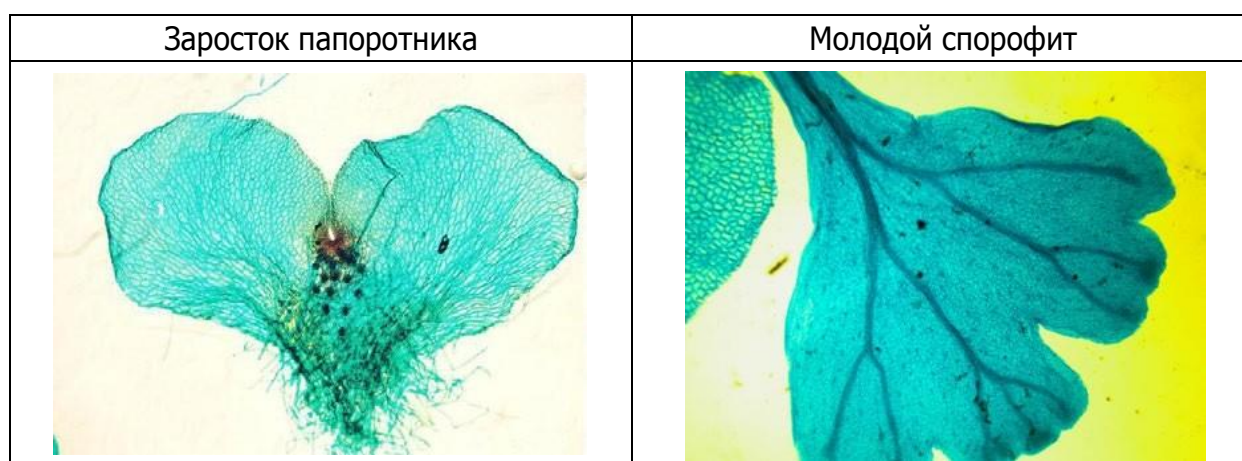 Заросток папоротника
Молодой спорофит